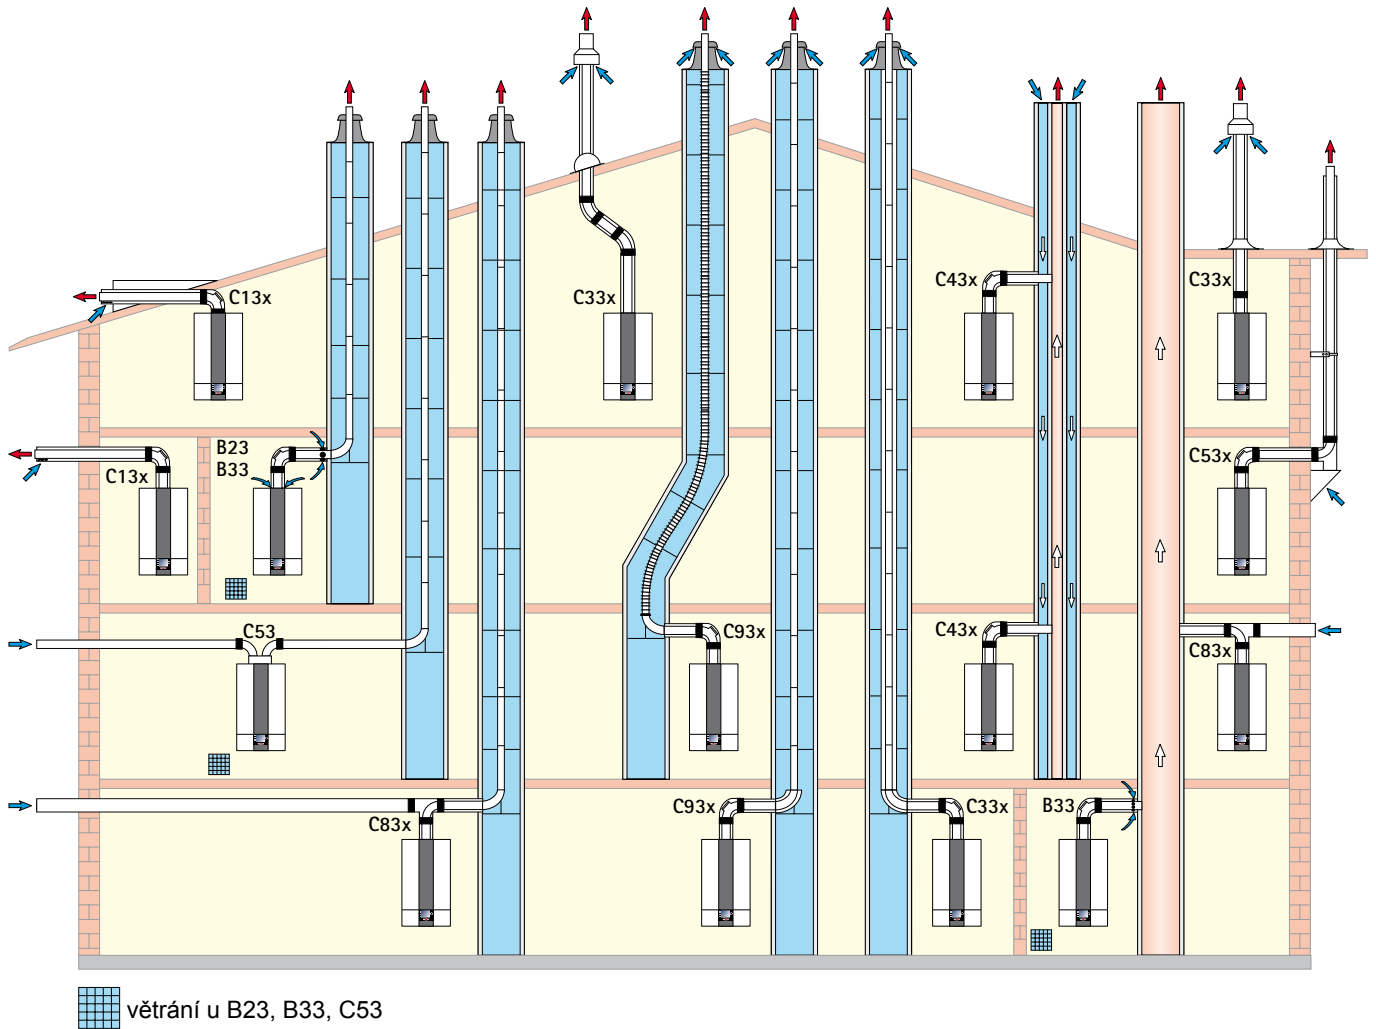 C13x
C33x
C43x
C33x
B23
B33
C13x
C53x
C53
C93x
C43x
C83x
C83x
C93x
C33x
B33
větrání u B23, B33, C53